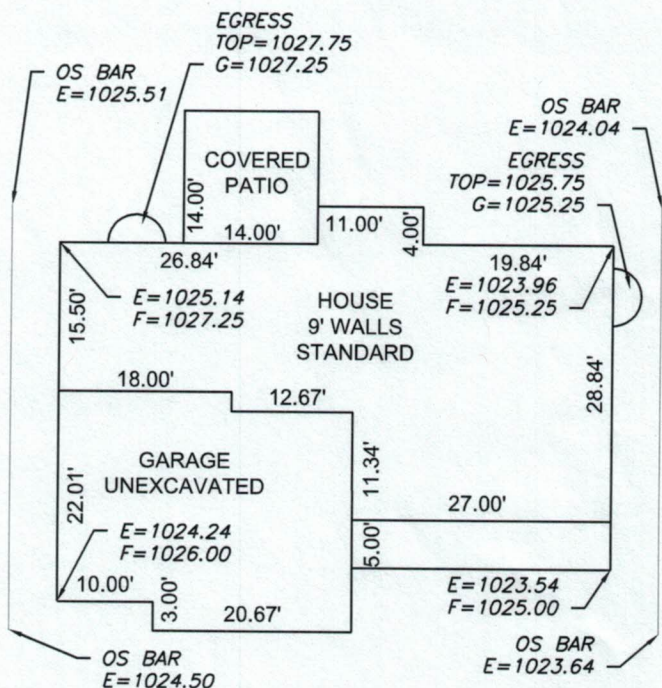 EGRESS
TOP=1027.75
G=1027.25
OS BAR
E=1025.51
OS BAR
E=1024.04
EGRESS
TOP=1025.75
G=1025.25
COVERED
PATIO
14.00'
14.00'
11.00'
4.00'
26.84'
19.84'
E=1025.14
F=1027.25
E=1023.96
F=1025.25
HOUSE
9' WALLS
STANDARD
15.50'
28.84'
18.00'
12.67'
GARAGE
UNEXCAVATED
22.01'
11.34'
27.00'
E=1024.24
F=1026.00
5.00'
10.00'
3.00'
20.67'
E=1023.54
F=1025.00
OS BAR
E=1024.50
OS BAR
E=1023.64